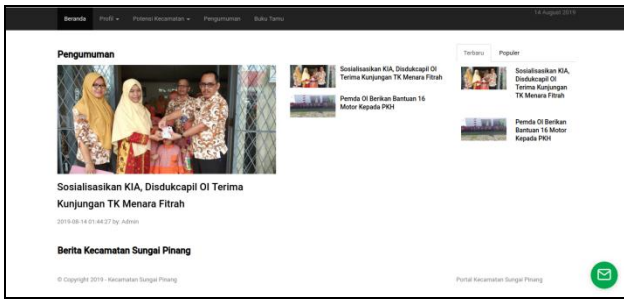 Beranda Profil Potensi Kecamatan Pengumuman Buku Tamu
14 August 2019
Pengumuman
Sosialisasikan KIA, Disdukcapil OI Terima
Kunjungan TK Menara Fitrah
2019-08-14 01:44:27 by. Admin
Sosialisasikan KIA, Disdukcapil OI
Terima Kunjungan TK Menara Fitrah
Pemda OI Berikan Bantuan 16
Motor Kepada PKH
Terbaru Populer
Sosialisasikan KIA,
Disdukcapil OI
Terima Kunjungan
TK Menara Fitrah
Pemda OI Berikan
Bantuan 16 Motor
Kepada PKH
Berita Kecamatan Sungai Pinang
© Copyright 2019 - Kecamatan Sungai Pinang
Portal Kecamatan Sungai Pinang